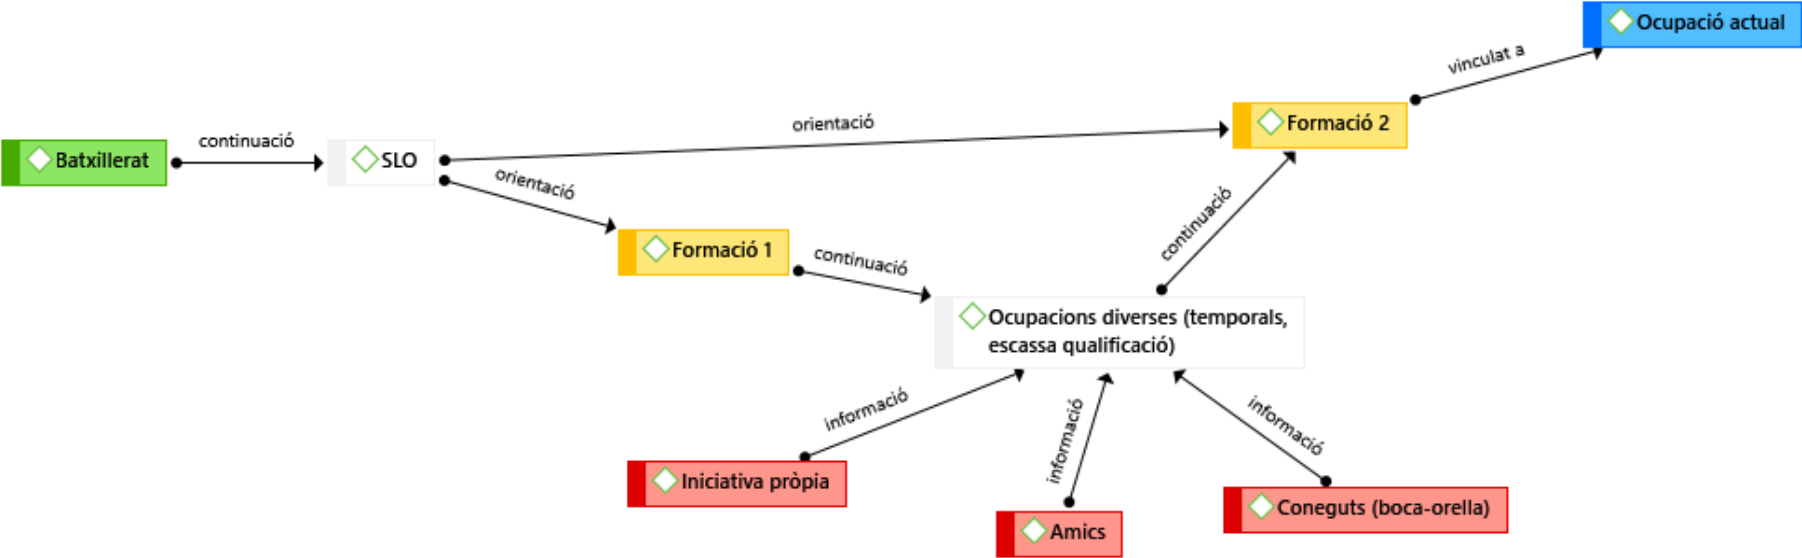 Ocupació actual
vinculat a
Formació 2
orientació
continuació
Batxillerat
SLO
orientació
continuació
Formació 1
continuació
Ocupacions diverses (temporals,
escassa qualificació)
informació
informació
informació
Iniciativa pròpia
Coneguts (boca-orella)
Amics